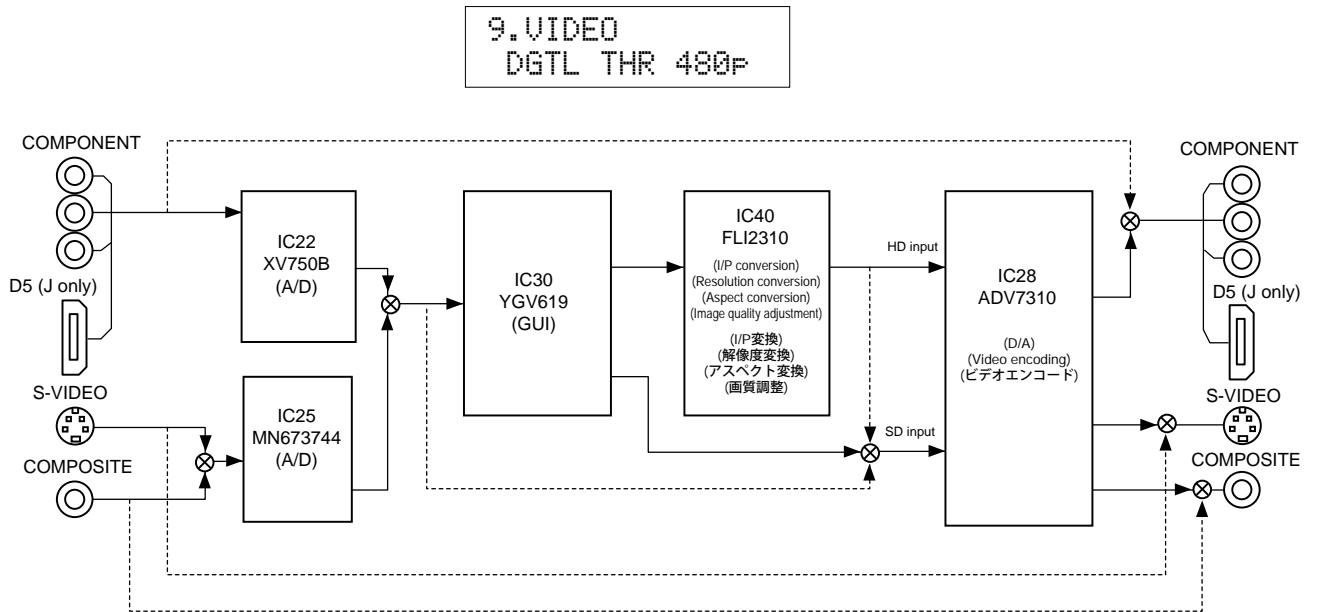 9.VIDEO
DGTL THR 480p
COMPONENT
D5 (J only)
S-VIDEO
COMPOSITE
IC22
XV750B
(A/D)
IC25
MN673744
(A/D)
IC30
YGV619
(GUI)
IC40
FLI2310
(I/P conversion)
(Resolution conversion)
(Aspect conversion)
(Image quality adjustment)
(I/P変換)
(解像度変換)
(アスペクト変換)
(画質調整)
HD input
SD input
IC28
ADV7310
(D/A)
(Video encoding)
(ビデオエンコード)
COMPONENT
D5 (J only)
S-VIDEO
COMPOSITE